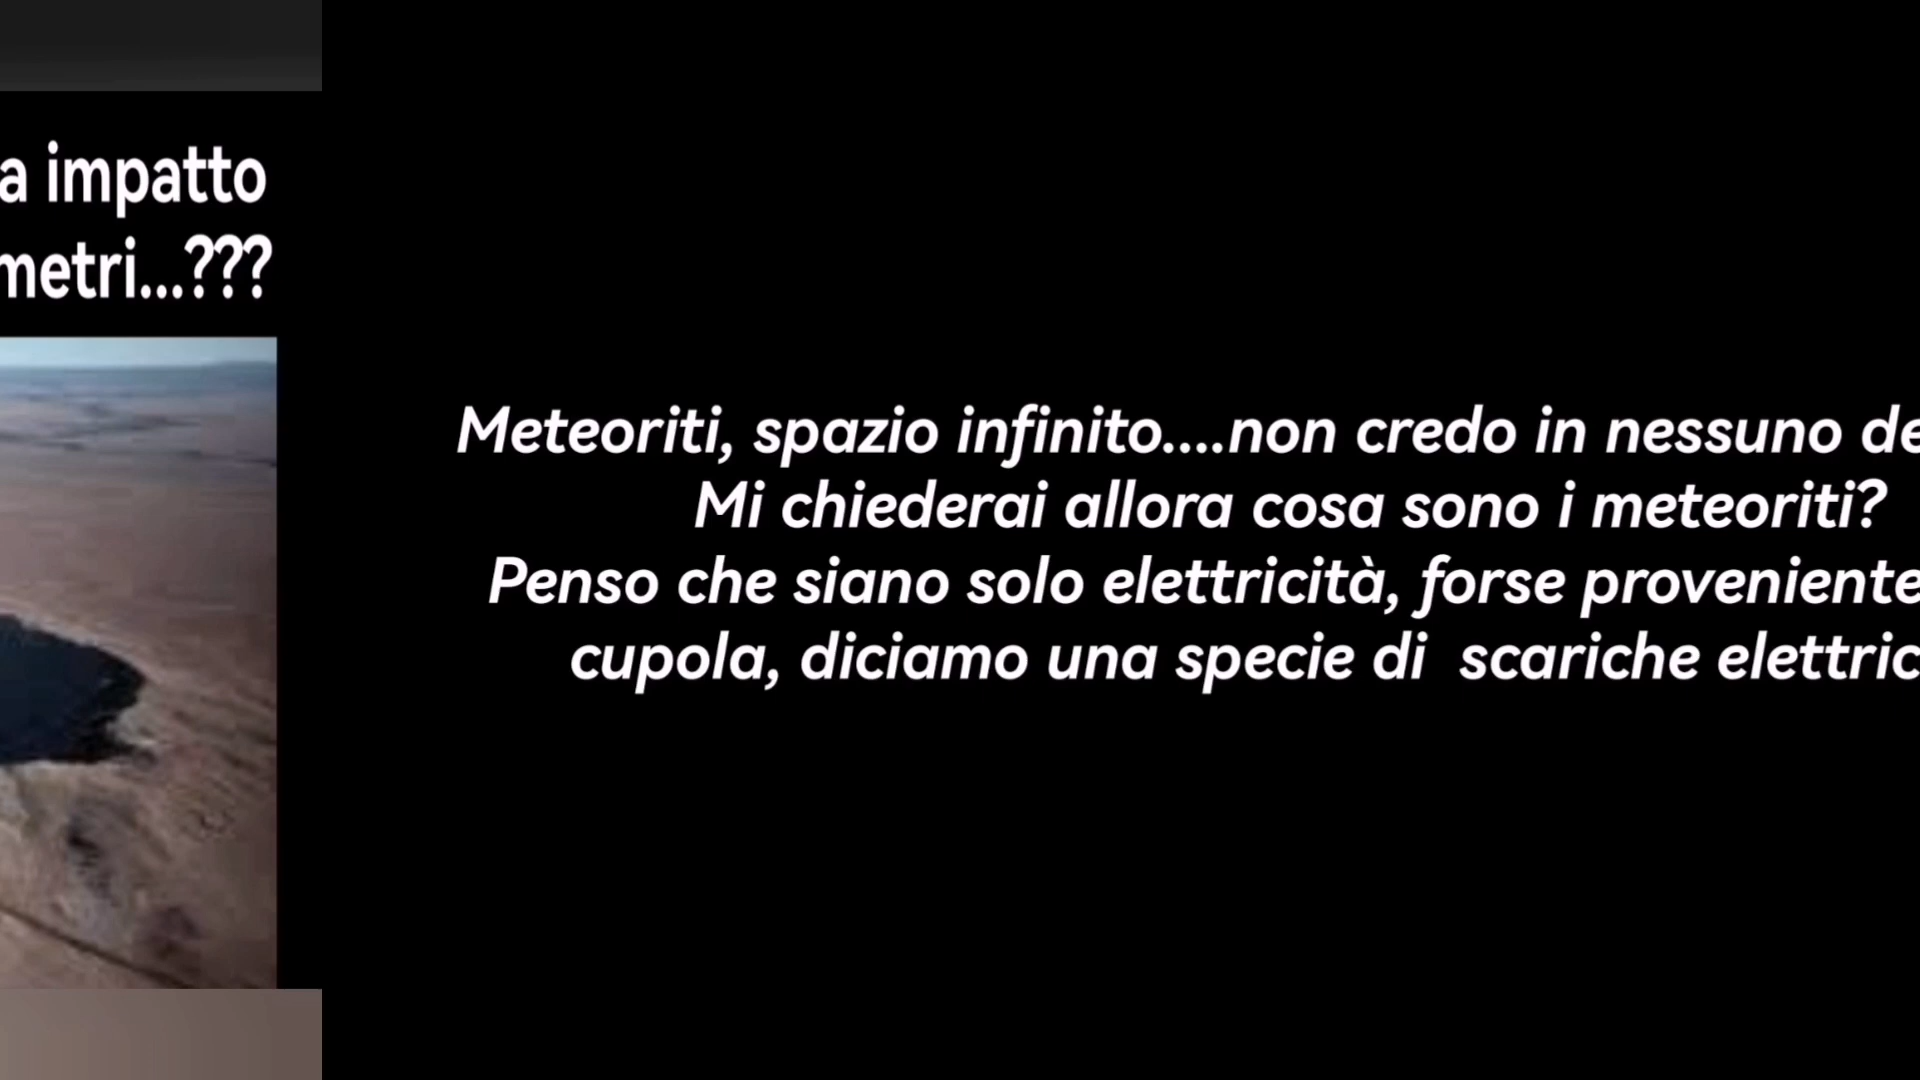 a impatto
metri...???
Meteoriti, spazio infinito....non credo in nessuno de
Mi chiederai allora cosa sono i meteoriti?
Penso che siano solo elettricità, forse proveniente
cupola, diciamo una specie di scariche elettric